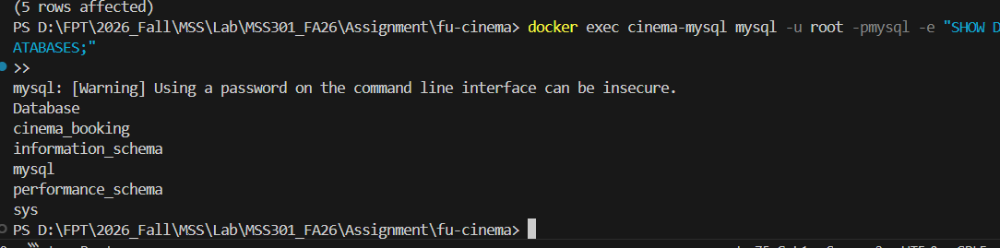 (5 rows affected)
PS D:\FPT\2026_Fall\MSS\Lab\MSS301_FA26\Assignment\fu-cinema> docker exec cinema-mysql mysql -u root -pmysql -e "SHOW D
ATABASES;"
>>
mysql: [Warning] Using a password on the command line interface can be insecure.
Database
cinema_booking
information_schema
mysql
performance_schema
sys
PS D:\FPT\2026_Fall\MSS\Lab\MSS301_FA26\Assignment\fu-cinema>